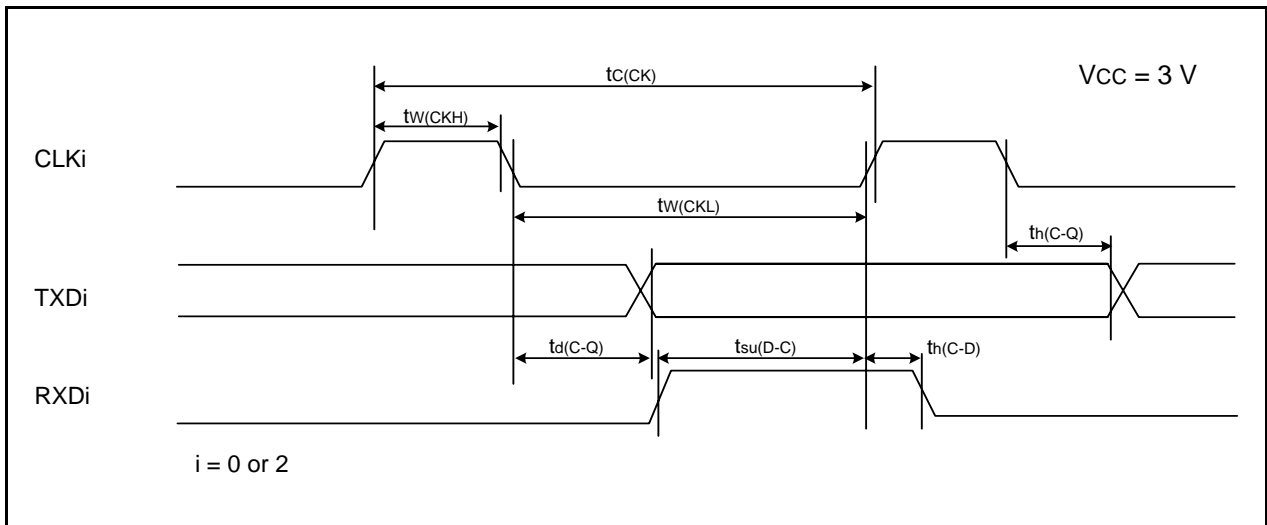 tC(CK)
VCC = 3 V
tW(CKH)
CLKi
tW(CKL)
th(C-Q)
TXDi
td(C-Q)
tsu(D-C)
th(C-D)
RXDi
i = 0 or 2